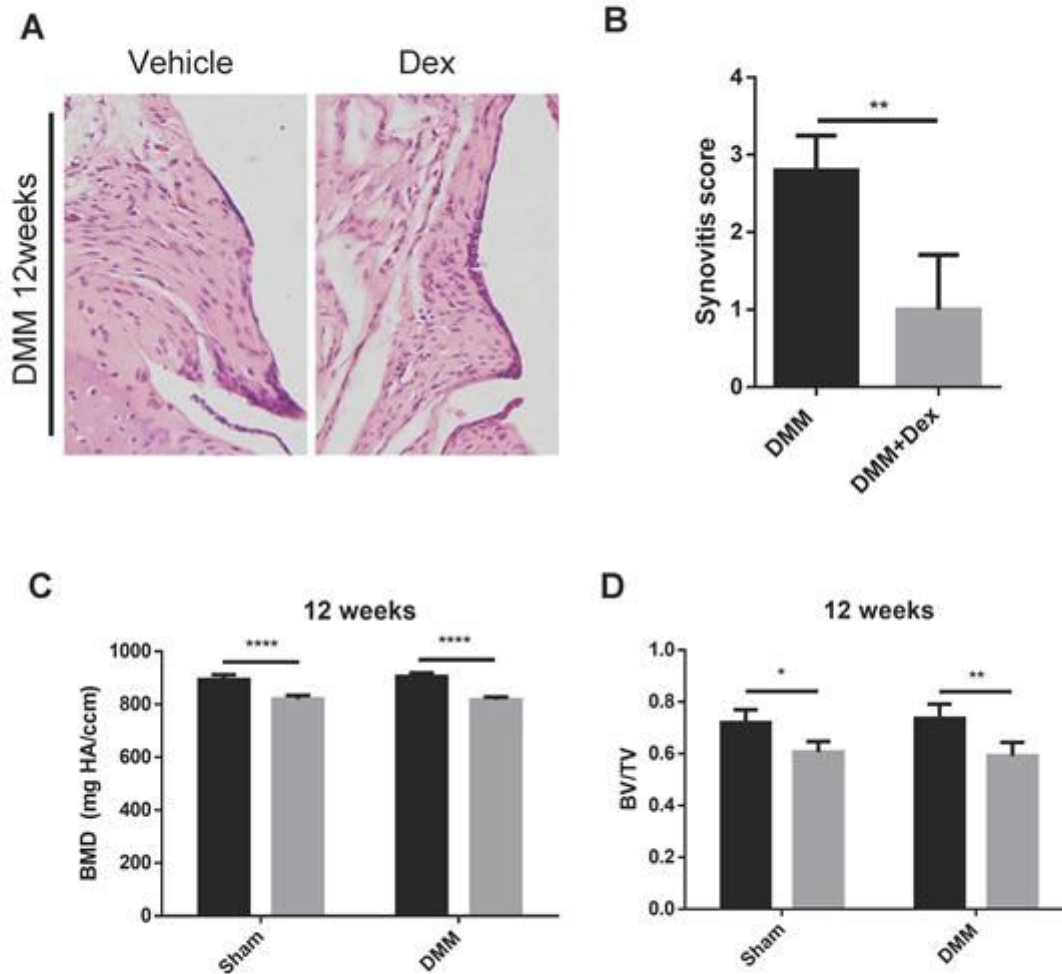 A
Vehicle
Dex
DMM 12weeks
B
Synovitis score
4
3
2
1
0
**
DMM
DMM+Dex
C
12 weeks
BMD (mg HA/ccm)
1000
800
600
400
200
0
****
****
Sham
DMM
D
12 weeks
BV/TV
1.0
0.8
0.6
0.4
0.2
0.0
*
**
Sham
DMM